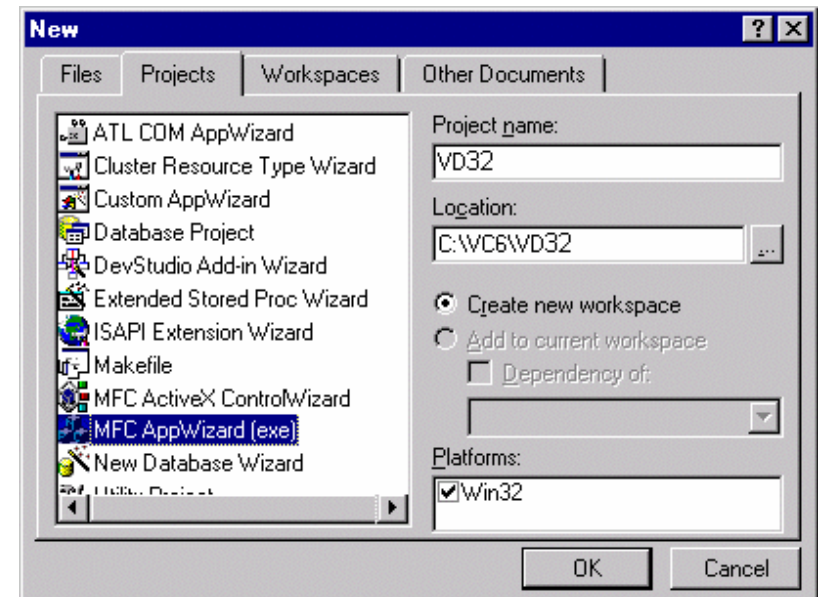 New
Files Projects Workspaces Other Documents
ATL COM AppWizard
Cluster Resource Type Wizard
Custom AppWizard
Database Project
DevStudio Add-in Wizard
Extended Stored Proc Wizard
ISAPI Extension Wizard
Makefile
MFC ActiveX ControlWizard
MFC AppWizard (exe)
New Database Wizard
Project name:
VD32
Location:
C:\VC6\VD32
...
Create new workspace
Add to current workspace
Dependency of:
Platforms:
Win32
OK Cancel